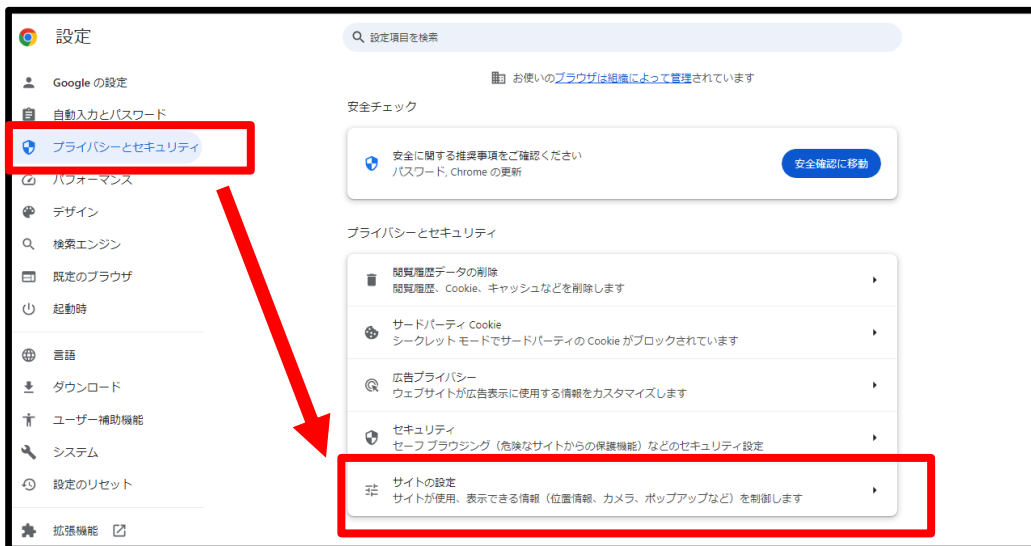 設定
設定項目を検索
Google の設定
自動入力とパスワード
プライバシーとセキュリティ
パフォーマンス
デザイン
検索エンジン
既定のブラウザ
起動時
言語
ダウンロード
ユーザー補助機能
システム
設定のリセット
拡張機能
お使いのブラウザは組織によって管理されています
安全チェック
安全に関する推奨事項をご確認ください
パスワード, Chrome の更新
安全確認に移動
プライバシーとセキュリティ
閲覧履歴データの削除
閲覧履歴、Cookie、キャッシュなどを削除します
サードパーティ Cookie
シークレット モードでサードパーティの Cookie がブロックされています
広告プライバシー
ウェブサイトが広告表示に使用する情報をカスタマイズします
セキュリティ
セーフ ブラウジング（危険なサイトからの保護機能）などのセキュリティ設定
サイトの設定
サイトが使用、表示できる情報（位置情報、カメラ、ポップアップなど）を制御します